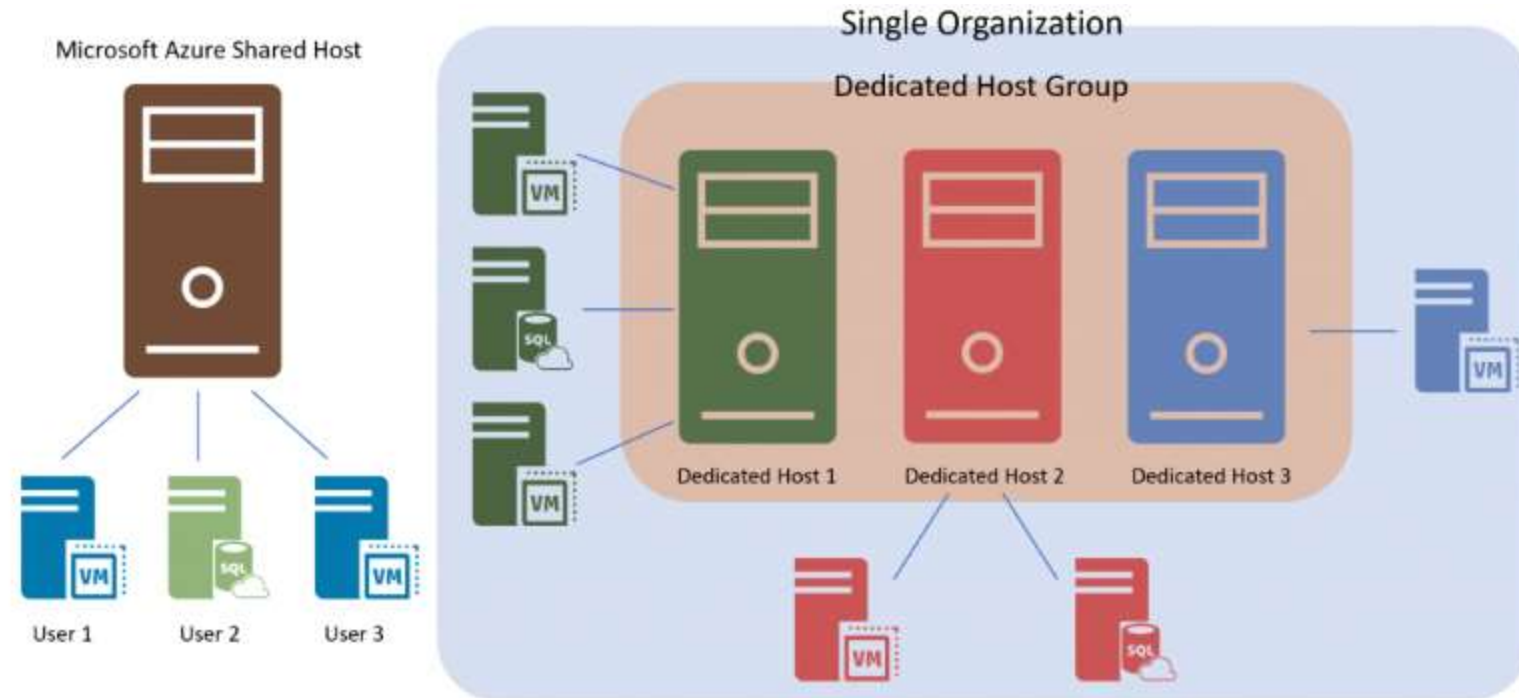 Microsoft Azure Shared Host
VM
SQL
VM
User 1
User 2
User 3
Single Organization
Dedicated Host Group
VM
SQL
VM
Dedicated Host 1
Dedicated Host 2
Dedicated Host 3
VM
VM
SQL